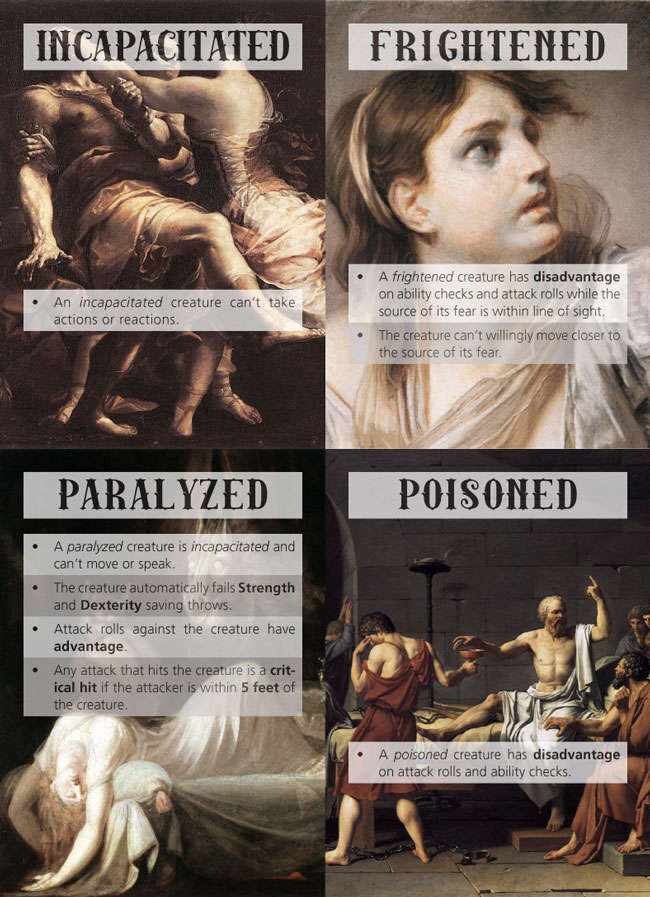 INCAPACITATED
• An incapacitated creature can't take
actions or reactions.
FRIGHTENED
• A frightened creature has disadvantage
on ability checks and attack rolls while the
source of its fear is within line of sight.
• The creature can't willingly move closer to
the source of its fear.
PARALYZED
• A paralyzed creature is incapacitated and
can't move or speak.
• The creature automatically fails Strength
and Dexterity saving throws.
• Attack rolls against the creature have
advantage.
• Any attack that hits the creature is a crit-
ical hit if the attacker is within 5 feet of
the creature.
POISONED
• A poisoned creature has disadvantage
on attack rolls and ability checks.